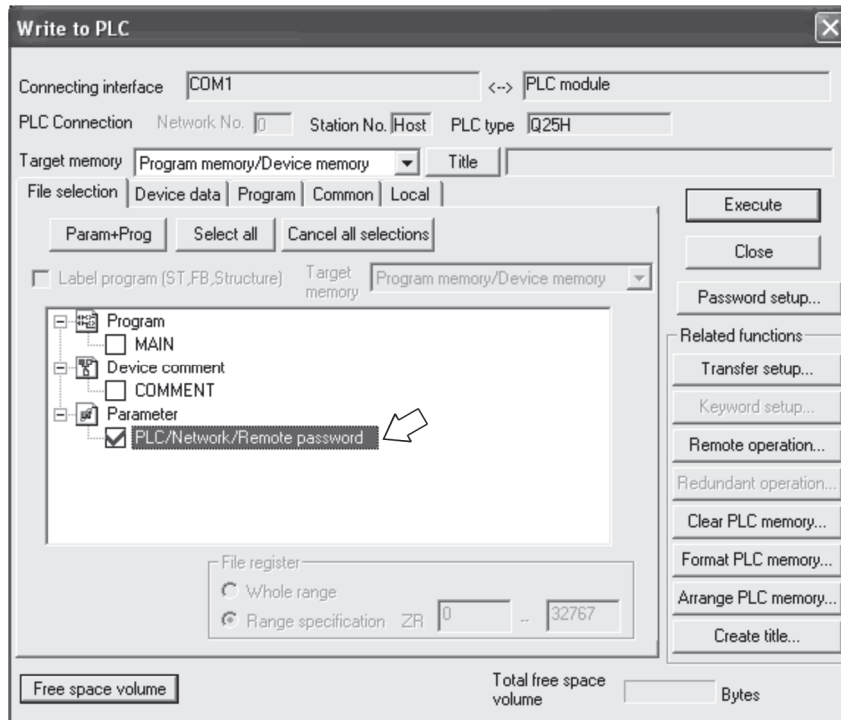 Write to PLC
Connecting interface COM1 <--> PLC module
PLC Connection Network No. 0 Station No. Host PLC type Q25H
Target memory Program memory/Device memory Title
File selection Device data Program Common Local
Param+Prog Select all Cancel all selections
Label program (ST,FB,Structure) Target memory Program memory/Device memory
Program
MAIN
Device comment
COMMENT
Parameter
PLC/Network/Remote password
File register
Whole range
Range specification ZR 0 .. 32767
Execute
Close
Password setup...
Related functions
Transfer setup...
Keyword setup...
Remote operation...
Redundant operation...
Clear PLC memory...
Format PLC memory...
Arrange PLC memory...
Create title...
Free space volume
Total free space
volume Bytes